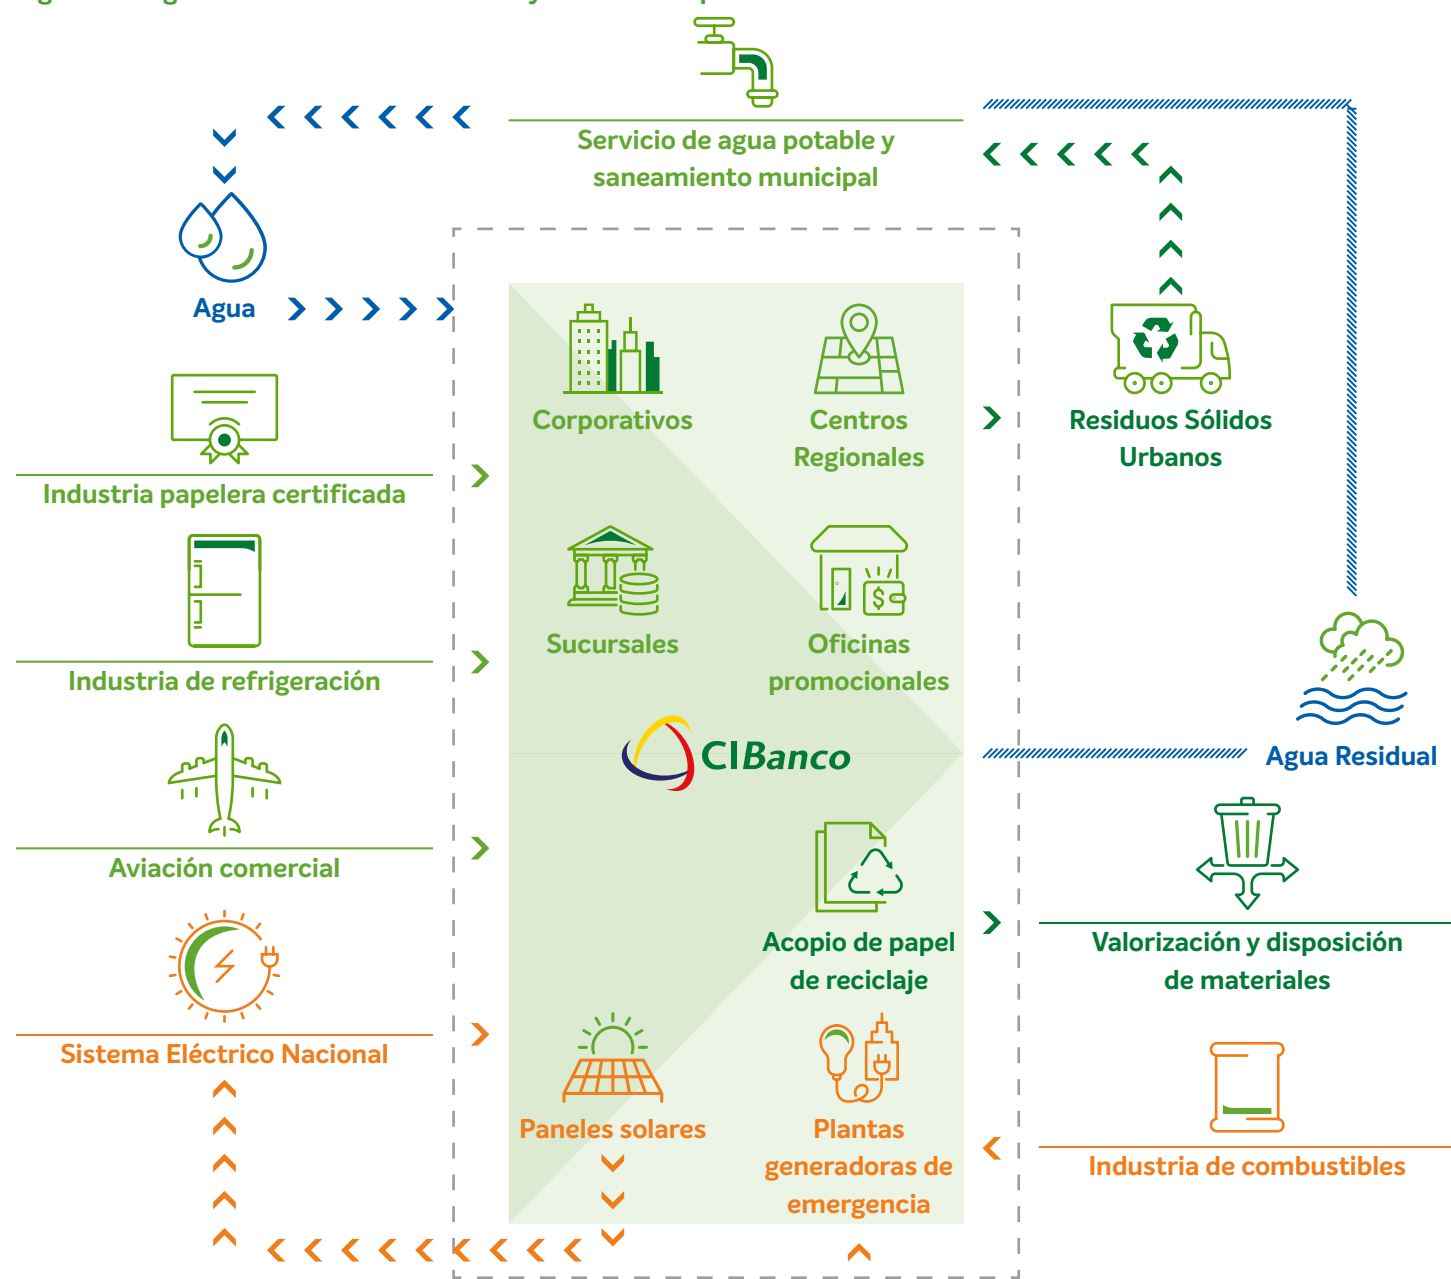 Servicio de agua potable y
saneamiento municipal
Agua
Corporativos
Centros
Regionales
Residuos Sólidos
Urbanos
Industria papelera certificada
Sucursales
Oficinas
promocionales
Industria de refrigeración
CIBanco
Agua Residual
Aviación comercial
Acopio de papel
de reciclaje
Valorización y disposición
de materiales
Sistema Eléctrico Nacional
Paneles solares
Plantas
generadoras de
emergencia
Industria de combustibles